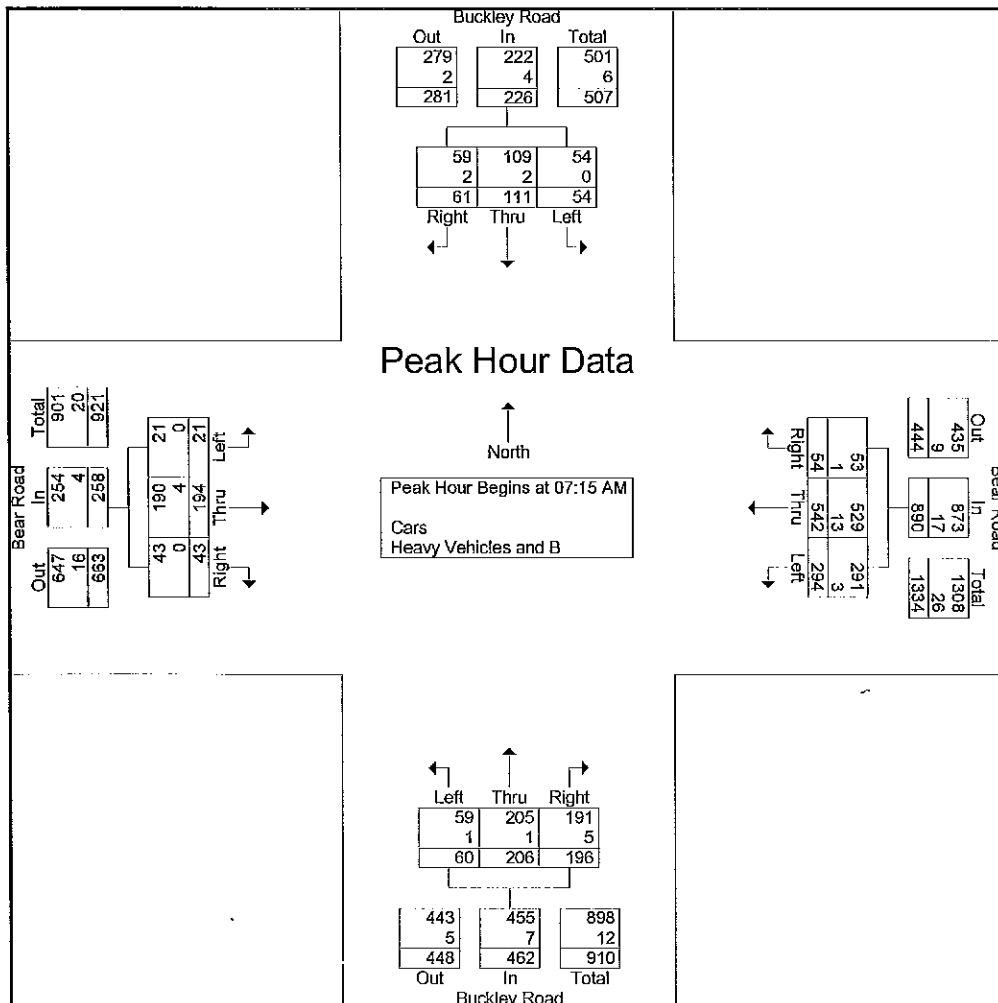 Buckley Road
Out In Total
279 222 501
2 4 6
281 226 507
59 109 54
2 2 0
61 111 54
Right Thru Left
Peak Hour Data
North
Peak Hour Begins at 07:15 AM
Cars
Heavy Vehicles and B
Bear Road
Out In Total
647 254 901
16 4 20
663 258 921
Right Thru Left
43 190 21
0 4 0
43 194 21
Bear Road
Out In Total
435 873 1308
9 17 26
444 890 1334
53 529 291
1 13 3
54 542 294
Right Thru Left
Left Thru Right
59 205 191
1 1 5
60 206 196
443 455 898
5 7 12
448 462 910
Out In Total
Buckley Road